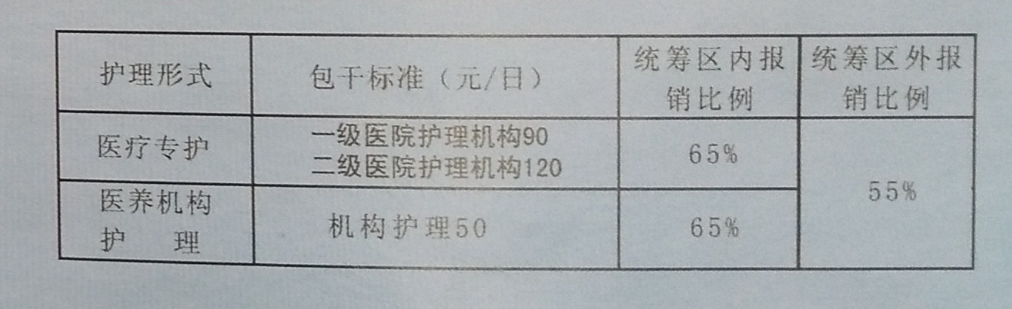 护理形式
包干标准（元/日）
统筹区内报
销比例
统筹区外报
销比例
医疗专护
一级医院护理机构90
二级医院护理机构120
65%
55%
医养机构
护 理
机构护理50
65%